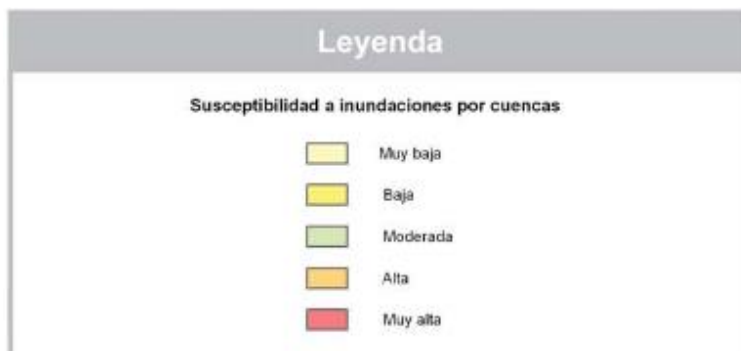 Leyenda
Susceptibilidad a inundaciones por cuencas
Muy baja
Baja
Moderada
Alta
Muy alta